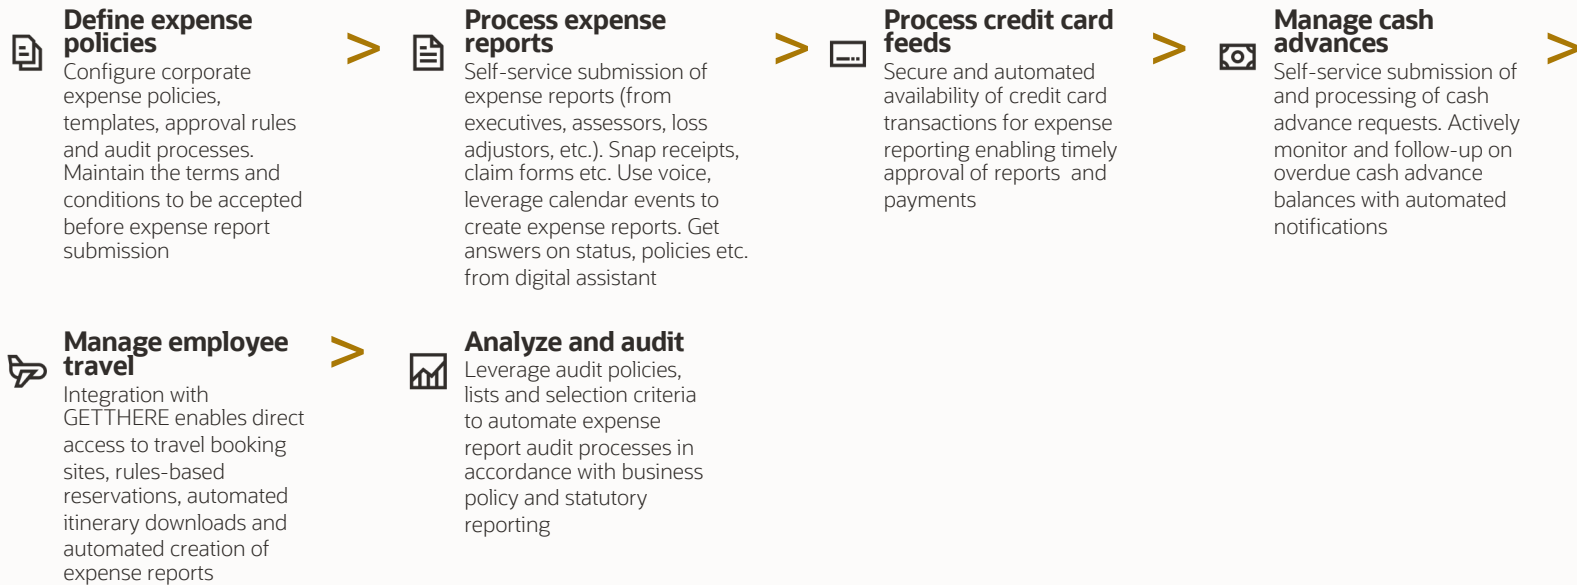 Define expense
policies
Configure corporate
expense policies,
templates, approval rules
and audit processes.
Maintain the terms and
conditions to be accepted
before expense report
submission
>
Process expense
reports
Self-service submission of
expense reports (from
executives, assessors, loss
adjustors, etc.). Snap receipts,
claim forms etc. Use voice,
leverage calendar events to
create expense reports. Get
answers on status, policies etc.
from digital assistant
>
Process credit card
feeds
Secure and automated
availability of credit card
transactions for expense
reporting enabling timely
approval of reports  and
payments
>
Manage cash
advances
Self-service submission of
and processing of cash
advance requests. Actively
monitor and follow-up on
overdue cash advance
balances with automated
notifications
>
Manage employee
travel
Integration with
GETTHERE enables direct
access to travel booking
sites, rules-based
reservations, automated
itinerary downloads and
automated creation of
expense reports
>
Analyze and audit
Leverage audit policies,
lists and selection criteria
to automate expense
report audit processes in
accordance with business
policy and statutory
reporting